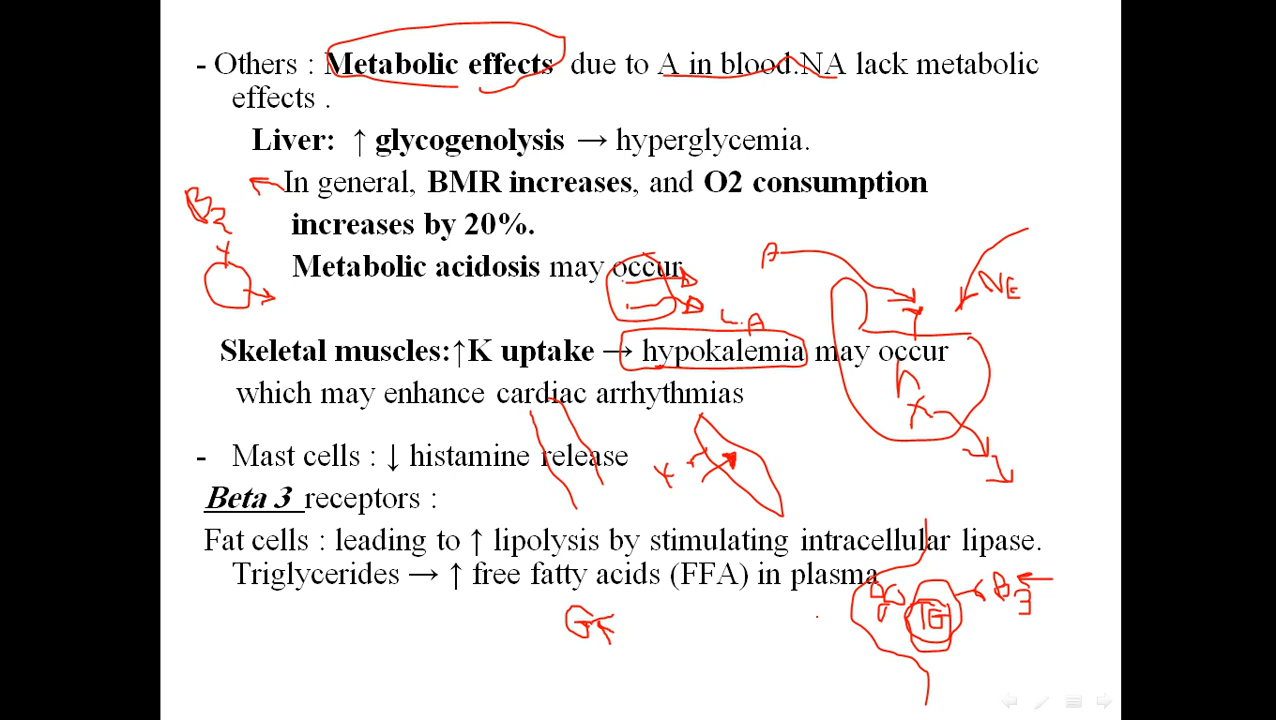 - Others : Metabolic effects due to A in blood.NA lack metabolic
effects .
Liver: ↑ glycogenolysis → hyperglycemia.
In general, BMR increases, and O2 consumption
B2
increases by 20%.
Metabolic acidosis may occur.
A
NE
L.A
Skeletal muscles:↑K uptake → hypokalemia may occur
which may enhance cardiac arrhythmias
- Mast cells : ↓ histamine release
Beta 3 receptors :
Fat cells : leading to ↑ lipolysis by stimulating intracellular lipase.
Triglycerides → ↑ free fatty acids (FFA) in plasma
B3
TG